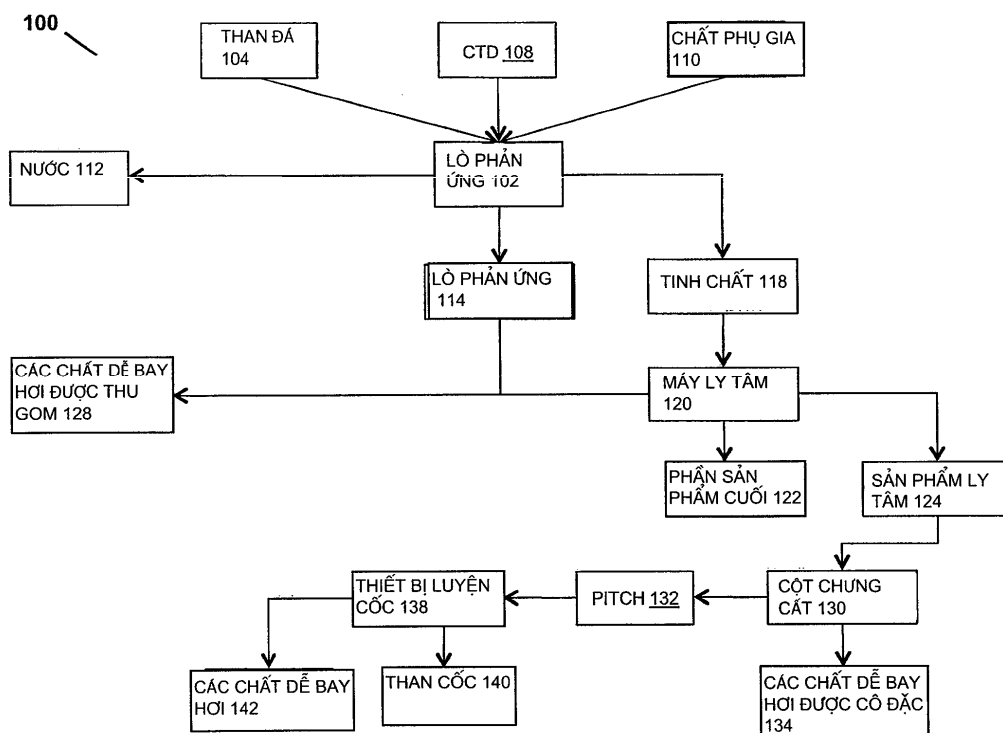 100
THAN ĐÁ
104
CTD 108
CHẤT PHỤ GIA
110
NƯỚC 112
LÒ PHẢN
ỨNG 102
LÒ PHẢN ỨNG
114
TINH CHẤT 118
CÁC CHẤT DỄ BAY
HƠI ĐƯỢC THU
GOM 128
MÁY LY TÂM
120
PHẦN SẢN
PHẨM CUỐI 122
SẢN PHẨM LY
TÂM 124
THIẾT BỊ LUYỆN
CỐC 138
PITCH 132
CỘT CHƯNG
CẤT 130
CÁC CHẤT DỄ BAY
HƠI 142
THAN CỐC 140
CÁC CHẤT DỄ BAY
HƠI ĐƯỢC CÔ ĐẶC
134